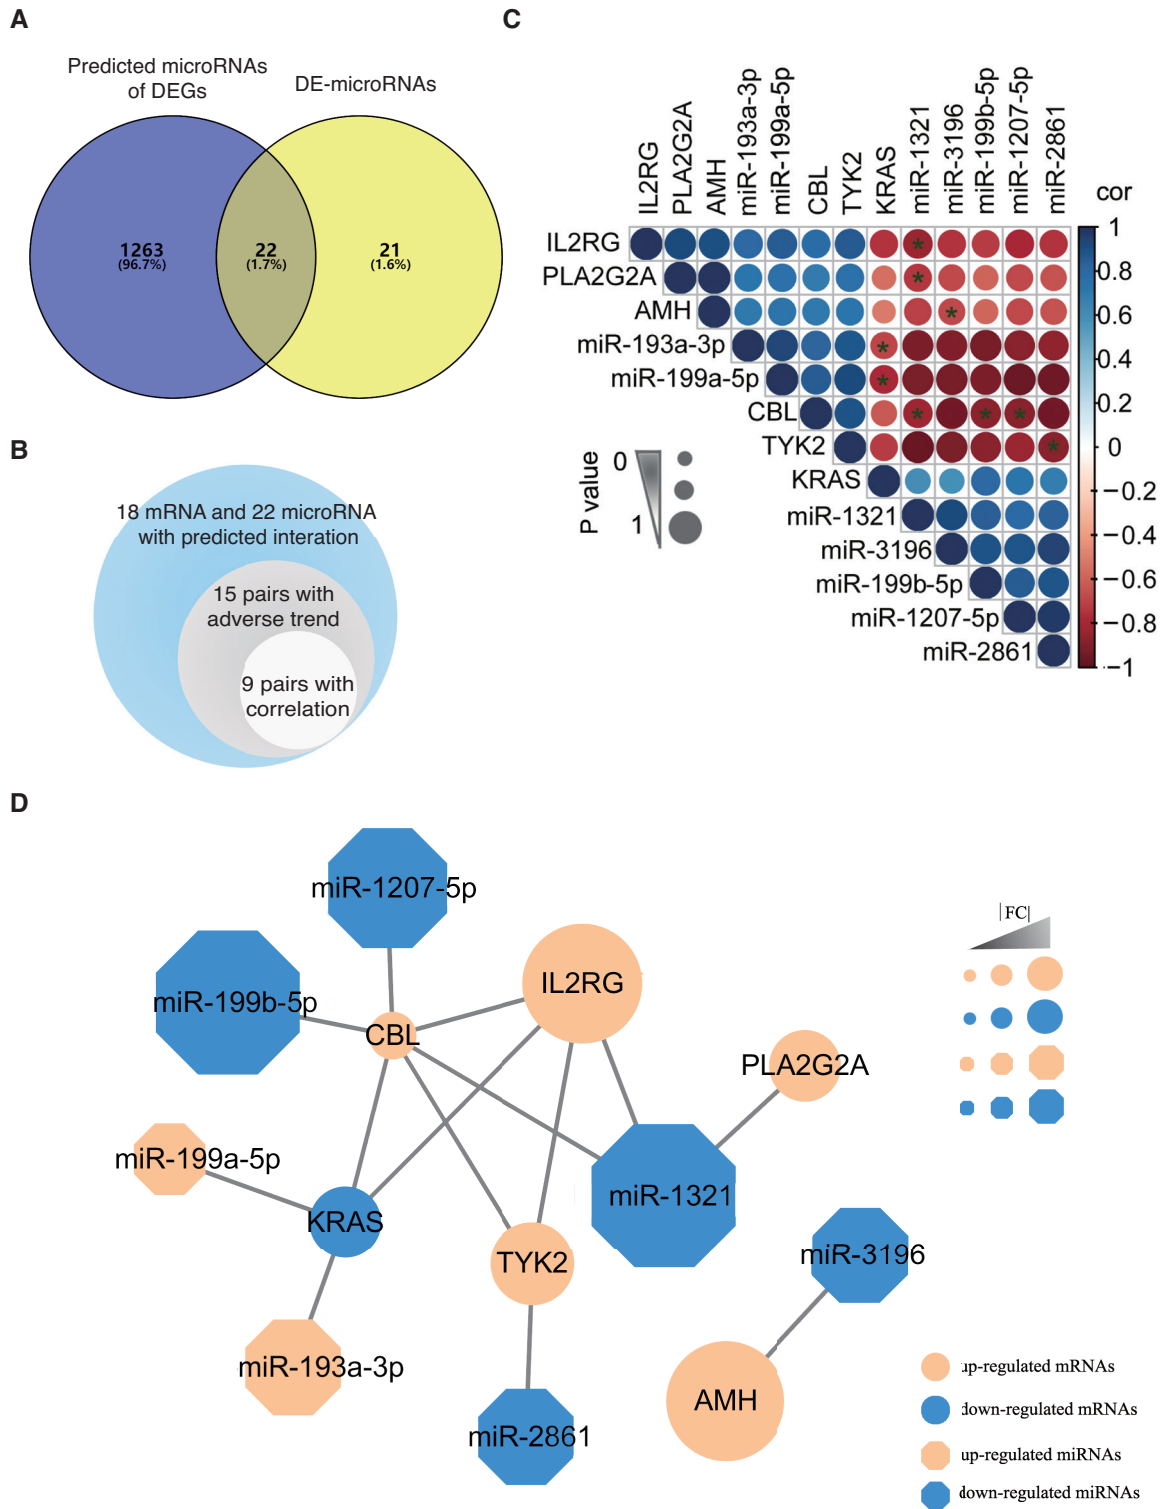 A
Predicted microRNAs
of DEGs
DE-microRNAs
1263
(96.7%)
22
(1.7%)
21
(1.6%)
B
18 mRNA and 22 microRNA
with predicted interation
15 pairs with
adverse trend
9 pairs with
correlation
C
IL2RG
PLA2G2A
AMH
miR-193a-3p
miR-199a-5p
CBL
TYK2
KRAS
miR-1321
miR-3196
miR-199b-5p
miR-1207-5p
miR-2861
cor
IL2RG
PLA2G2A
AMH
miR-193a-3p
miR-199a-5p
CBL
TYK2
KRAS
miR-1321
miR-3196
miR-199b-5p
miR-1207-5p
miR-2861
*
*
*
*
*
* * * *
*
1
0.8
0.6
0.4
0.2
0
−0.2
−0.4
−0.6
−0.8
−1
P value
0
1
D
miR-1207-5p
miR-199b-5p
IL2RG
CBL
PLA2G2A
miR-199a-5p
miR-1321
KRAS
TYK2
miR-3196
miR-193a-3p
AMH
miR-2861
|FC|
up-regulated mRNAs
down-regulated mRNAs
up-regulated miRNAs
down-regulated miRNAs